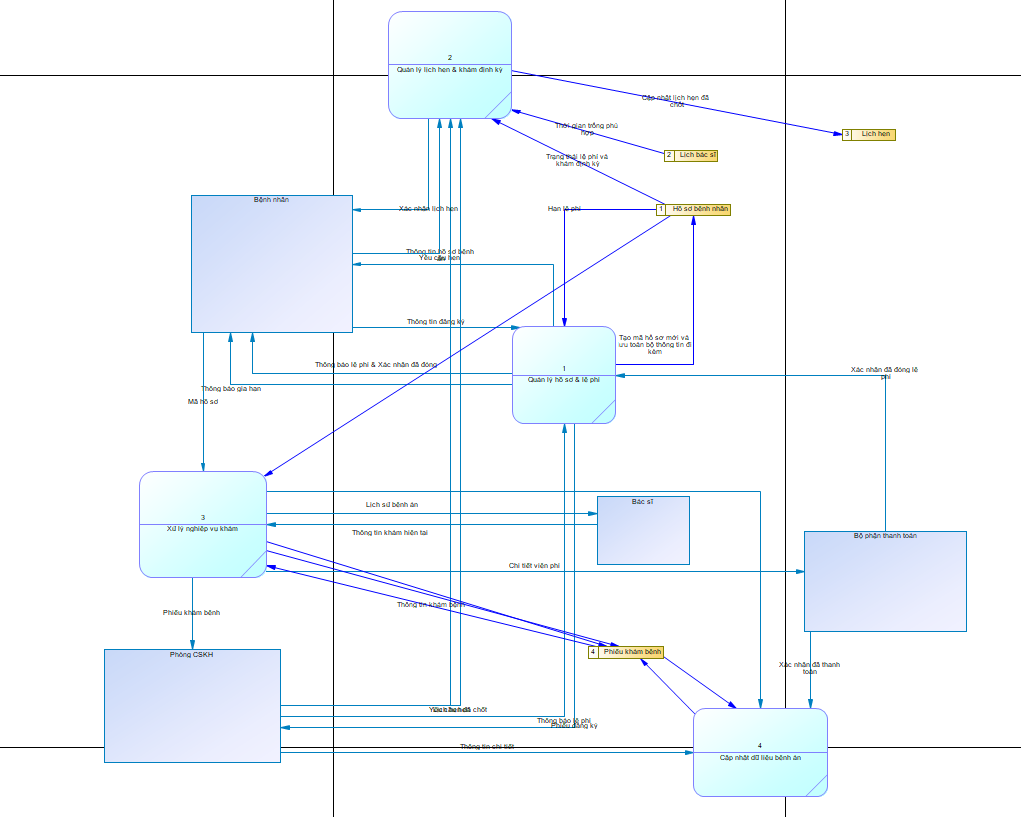 2
Quản lý lịch hẹn & khám định kỳ
Cập nhật lịch hẹn đã
chốt
3 Lịch hẹn
Thời gian trống phù
hợp
2 Lịch bác sĩ
Trạng thái lệ phí và
khám định kỳ
Bệnh nhân
Xác nhận lịch hẹn
Hạn lệ phí
1 Hồ sơ bệnh nhân
Thông tin hồ sơ bệnh
Yêu cầu hẹn
Thông tin đăng ký
Tạo mã hồ sơ mới và
lưu toàn bộ thông tin đi
kèm
Thông báo lệ phí & Xác nhận đã đóng
1
Quản lý hồ sơ & lệ phí
Xác nhận đã đóng lệ
phí
Thông báo gia hạn
Mã hồ sơ
Lịch sử bệnh án
Bác sĩ
3
Xử lý nghiệp vụ khám
Thông tin khám hiện tại
Bộ phận thanh toán
Chi tiết viện phí
Thông tin khám bệnh
Phiếu khám bệnh
Phòng CSKH
4 Phiếu khám bệnh
Xác nhận đã thanh
toán
Lịch hẹn đã chốt
Thông báo lệ phí
Phiếu đăng ký
Thông tin chi tiết
4
Cập nhật dữ liệu bệnh án